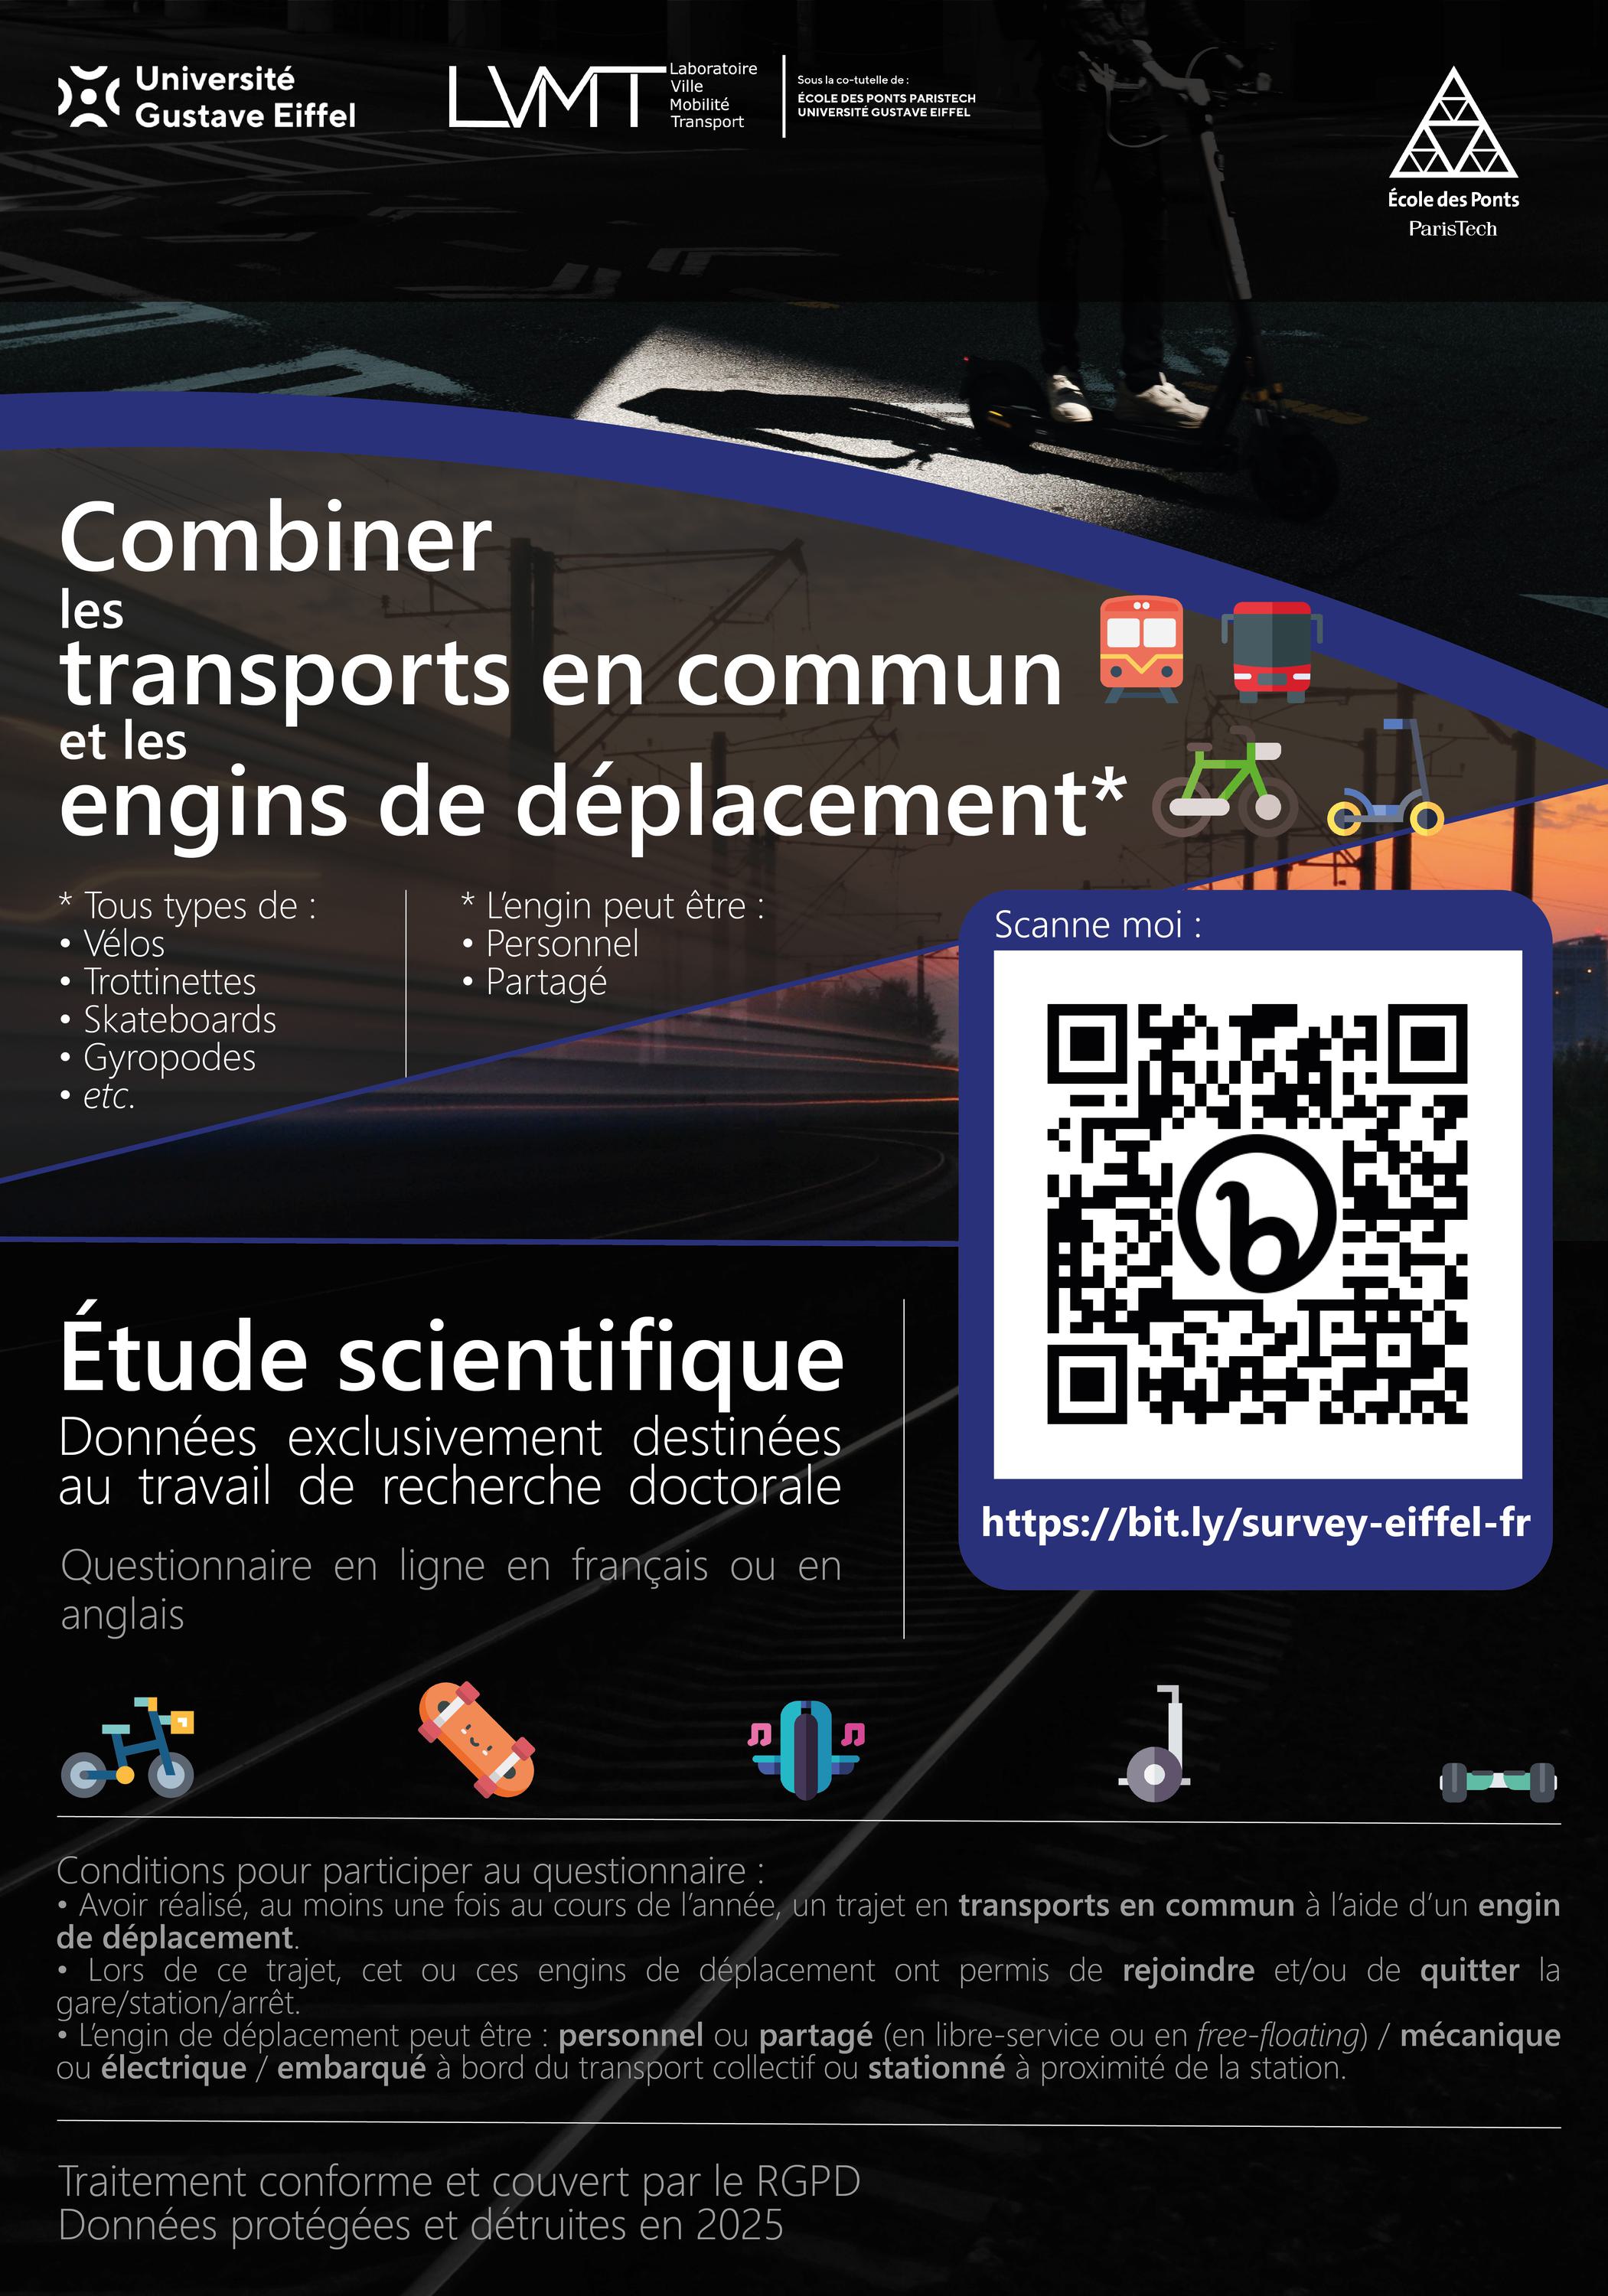 Université
Gustave Eiffel
LVMT
Laboratoire
Ville
Mobilité
Transport
Sous la co-tutelle de :
ÉCOLE DES PONTS PARISTECH
UNIVERSITÉ GUSTAVE EIFFEL
École des Ponts
ParisTech
Combiner
les
transports en commun
et les
engins de déplacement*
* Tous types de :
• Vélos
• Trottinettes
• Skateboards
• Gyropodes
• etc.
* L'engin peut être :
• Personnel
• Partagé
Scanne moi :
b
https://bit.ly/survey-eiffel-fr
Étude scientifique
Données exclusivement destinées
au travail de recherche doctorale
Questionnaire en ligne en français ou en
anglais
Conditions pour participer au questionnaire :
• Avoir réalisé, au moins une fois au cours de l'année, un trajet en transports en commun à l'aide d'un engin
de déplacement.
• Lors de ce trajet, cet ou ces engins de déplacement ont permis de rejoindre et/ou de quitter la
gare/station/arrêt.
• L'engin de déplacement peut être : personnel ou partagé (en libre-service ou en free-floating) / mécanique
ou électrique / embarqué à bord du transport collectif ou stationné à proximité de la station.
Traitement conforme et couvert par le RGPD
Données protégées et détruites en 2025